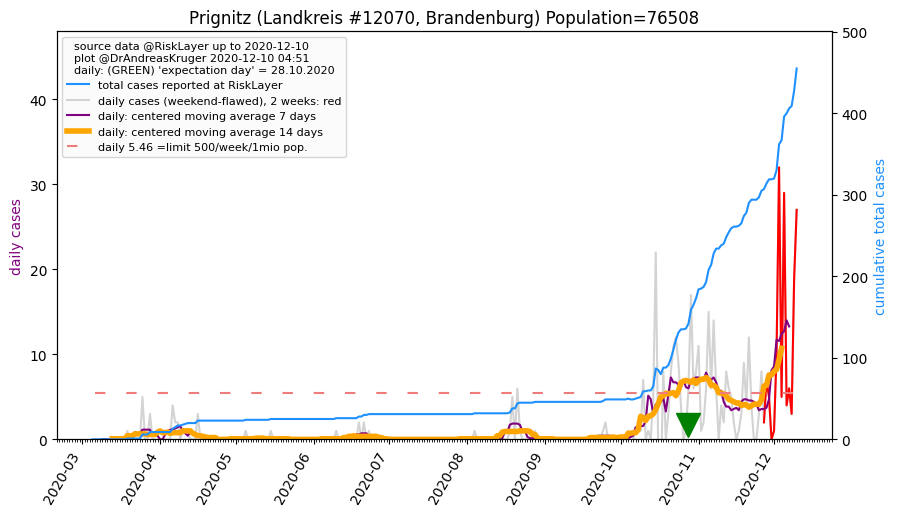 Prignitz (Landkreis #12070, Brandenburg) Population=76508
source data @RiskLayer up to 2020-12-10
plot @DrAndreasKruger 2020-12-10 04:51
daily: (GREEN) 'expectation day' = 28.10.2020
total cases reported at RiskLayer
daily cases (weekend-flawed), 2 weeks: red
daily: centered moving average 7 days
daily: centered moving average 14 days
daily 5.46 =limit 500/week/1mio pop.
daily cases
40
30
20
10
0
cumulative total cases
500
400
300
200
100
0
2020-03
2020-04
2020-05
2020-06
2020-07
2020-08
2020-09
2020-10
2020-11
2020-12